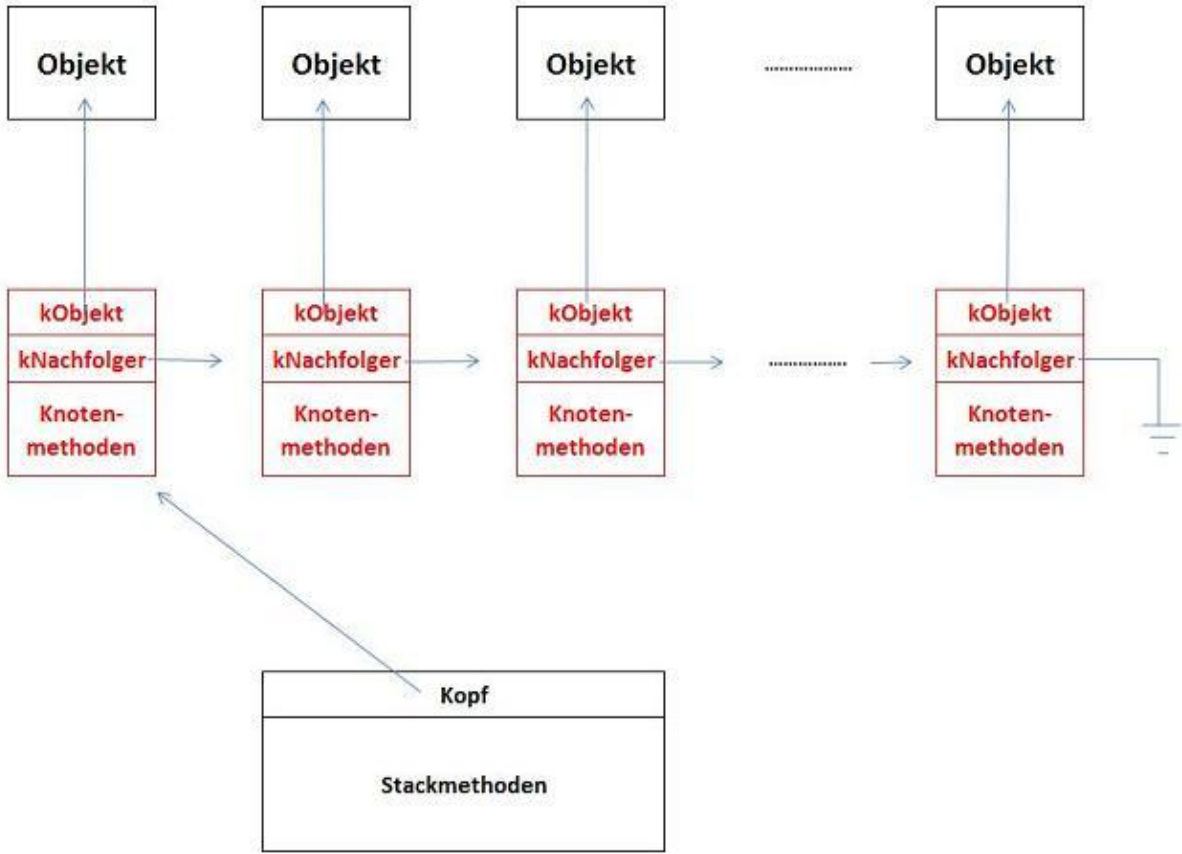 Objekt Objekt Objekt ................ Objekt
kObjekt kObjekt kObjekt kObjekt
kNachfolger kNachfolger kNachfolger ................ kNachfolger
Knoten- Knoten- Knoten- Knoten-
methoden methoden methoden methoden
Kopf
Stackmethoden